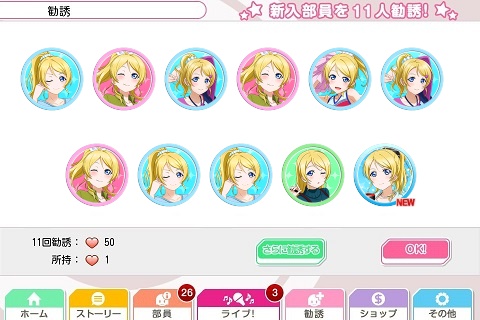 勧誘
新入部員を11人勧誘!
NEW
11回勧誘: 50
所持: 1
さらに勧誘する
OK!
26
3
ホーム
ストーリー
部員
ライブ!
勧誘
ショップ
その他